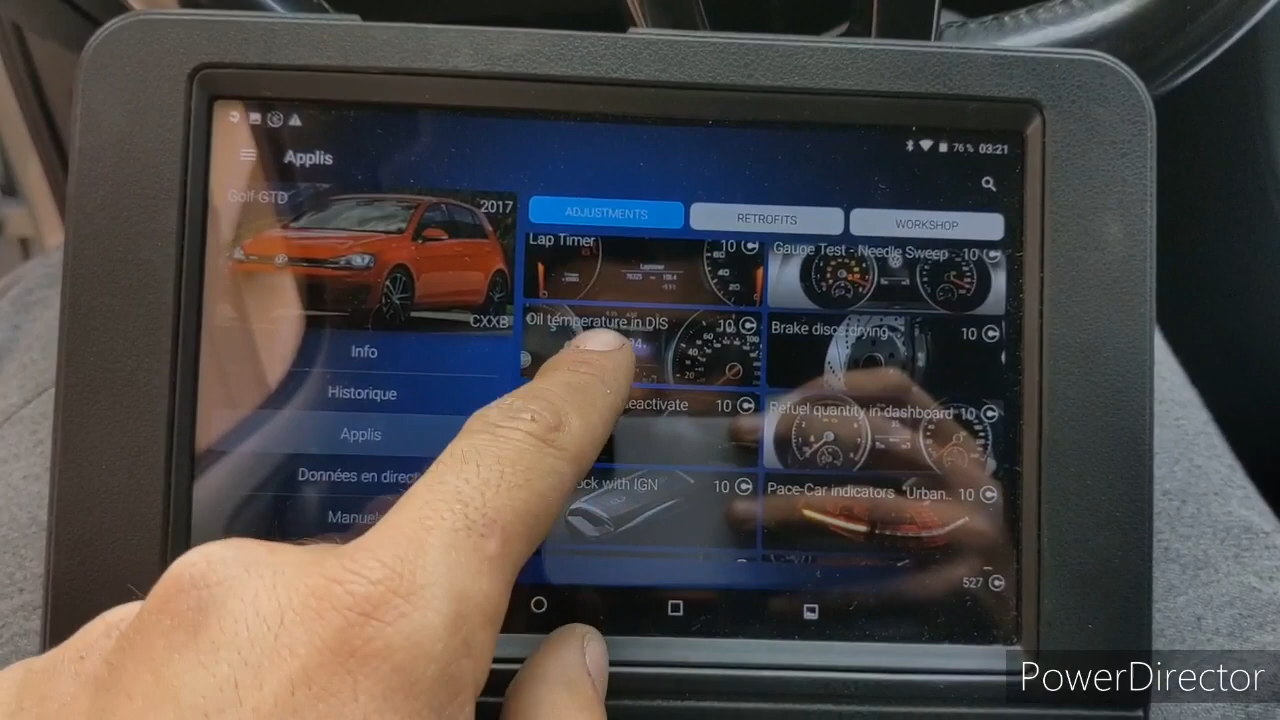 76% 03:21
Applis
Golf GTD
2017
CXXB
Info
Historique
Applis
Données en direct
Manuel
ADJUSTMENTS
RETROFITS
WORKSHOP
Lap Timer 10
Gauge Test - Needle Sweep 10
Oil temperature in DIS 10
Brake discs drying 10
eactivate 10
Refuel quantity in dashboard 10
ock with IGN 10
Pace-Car indicators "Urban.. 10
527
PowerDirector